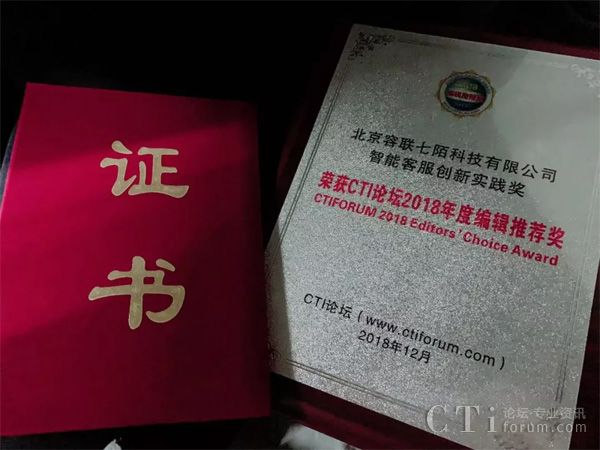 证
书
北京容联七陌科技有限公司
智能客服创新实践奖
荣获CTI论坛2018年度编辑推荐奖
CTIFORUM 2018 Editors' Choice Award
CTI论坛（www.ctiforum.com）
2018年12月
CTi 论坛·专业资讯
forum.com